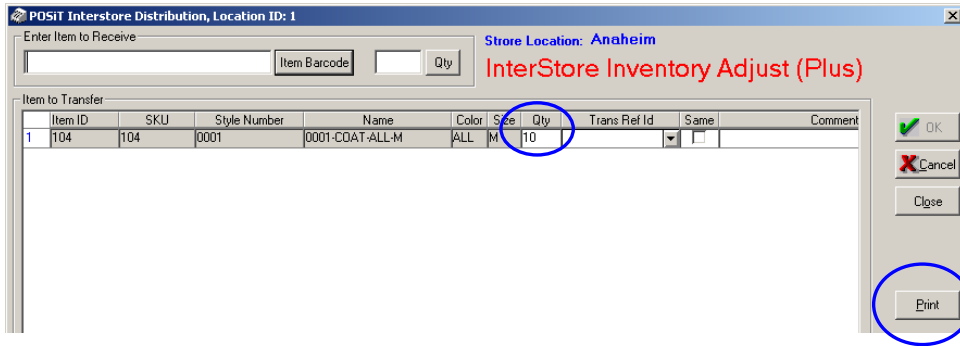 POSiT Interstore Distribution, Location ID: 1
Enter Item to Receive
Item Barcode Qty
Strore Location: Anaheim
InterStore Inventory Adjust (Plus)
Item to Transfer
Item ID SKU Style Number Name Color Size Qty Trans Ref Id Same Comment
1 104 104 0001 0001-COAT-ALL-M ALL M 10
OK
Cancel
Close
Print